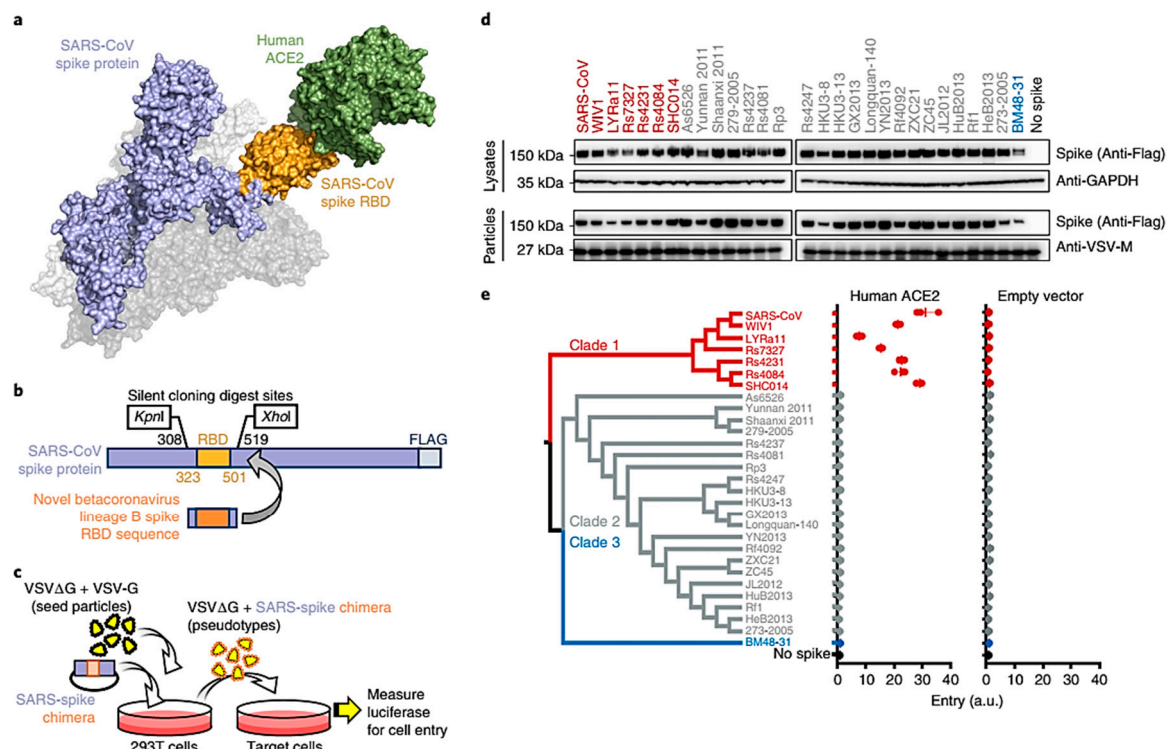 a
SARS-CoV
spike protein
Human
ACE2
SARS-CoV
spike RBD
b
Silent cloning digest sites
KpnI
XhoI
308
RBD
519
FLAG
SARS-CoV
spike protein
323
501
Novel betacoronavirus
lineage B spike
RBD sequence
c
VSVΔG + VSV-G
(seed particles)
VSVΔG + SARS-spike chimera
(pseudotypes)
SARS-spike
chimera
293T cells
Target cells
Measure
luciferase
for cell entry
d
SARS-CoV
WIV1
LYRa11
Rs7327
Rs4231
Rs4084
SHC014
As6526
Yunnan 2011
Shaanxi 2011
279-2005
Rs4237
Rs4081
Rp3
Rs4247
HKU3-8
HKU3-13
GX2013
Longquan-140
YN2013
Rf4092
ZXC21
ZC45
JL2012
HuB2013
Rf1
HeB2013
273-2005
BM48-31
No spike
Lysates
150 kDa
Spike (Anti-Flag)
35 kDa
Anti-GAPDH
Particles
150 kDa
Spike (Anti-Flag)
27 kDa
Anti-VSV-M
e
Human ACE2
Empty vector
Clade 1
Clade 2
Clade 3
SARS-CoV
WIV1
LYRa11
Rs7327
Rs4231
Rs4084
SHC014
As6526
Yunnan 2011
Shaanxi 2011
279-2005
Rs4237
Rs4081
Rp3
Rs4247
HKU3-8
HKU3-13
GX2013
Longquan-140
YN2013
Rf4092
ZXC21
ZC45
JL2012
HuB2013
Rf1
HeB2013
273-2005
BM48-31
No spike
0 10 20 30 40
0 10 20 30 40
Entry (a.u.)